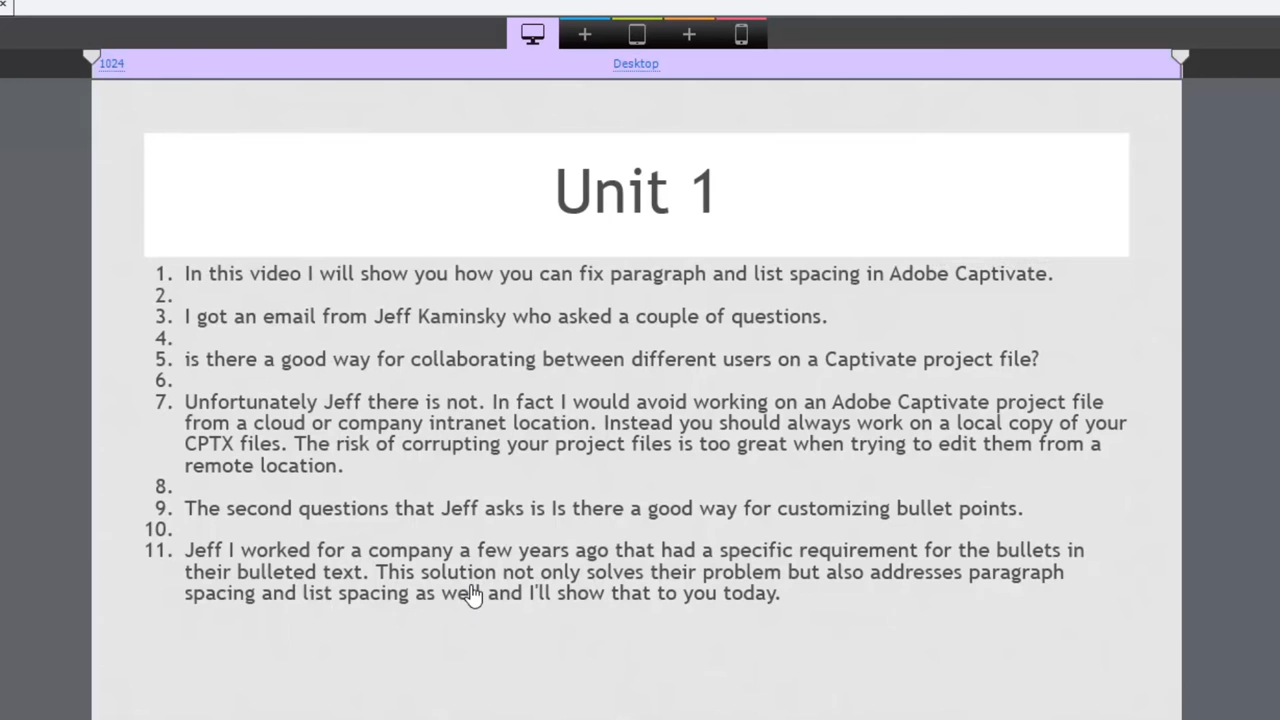 1024
Desktop
Unit 1
1. In this video I will show you how you can fix paragraph and list spacing in Adobe Captivate.
2.
3. I got an email from Jeff Kaminsky who asked a couple of questions.
4.
5. is there a good way for collaborating between different users on a Captivate project file?
6.
7. Unfortunately Jeff there is not. In fact I would avoid working on an Adobe Captivate project file
from a cloud or company intranet location. Instead you should always work on a local copy of your
CPTX files. The risk of corrupting your project files is too great when trying to edit them from a
remote location.
8.
9. The second questions that Jeff asks is Is there a good way for customizing bullet points.
10.
11. Jeff I worked for a company a few years ago that had a specific requirement for the bullets in
their bulleted text. This solution not only solves their problem but also addresses paragraph
spacing and list spacing as well and I'll show that to you today.